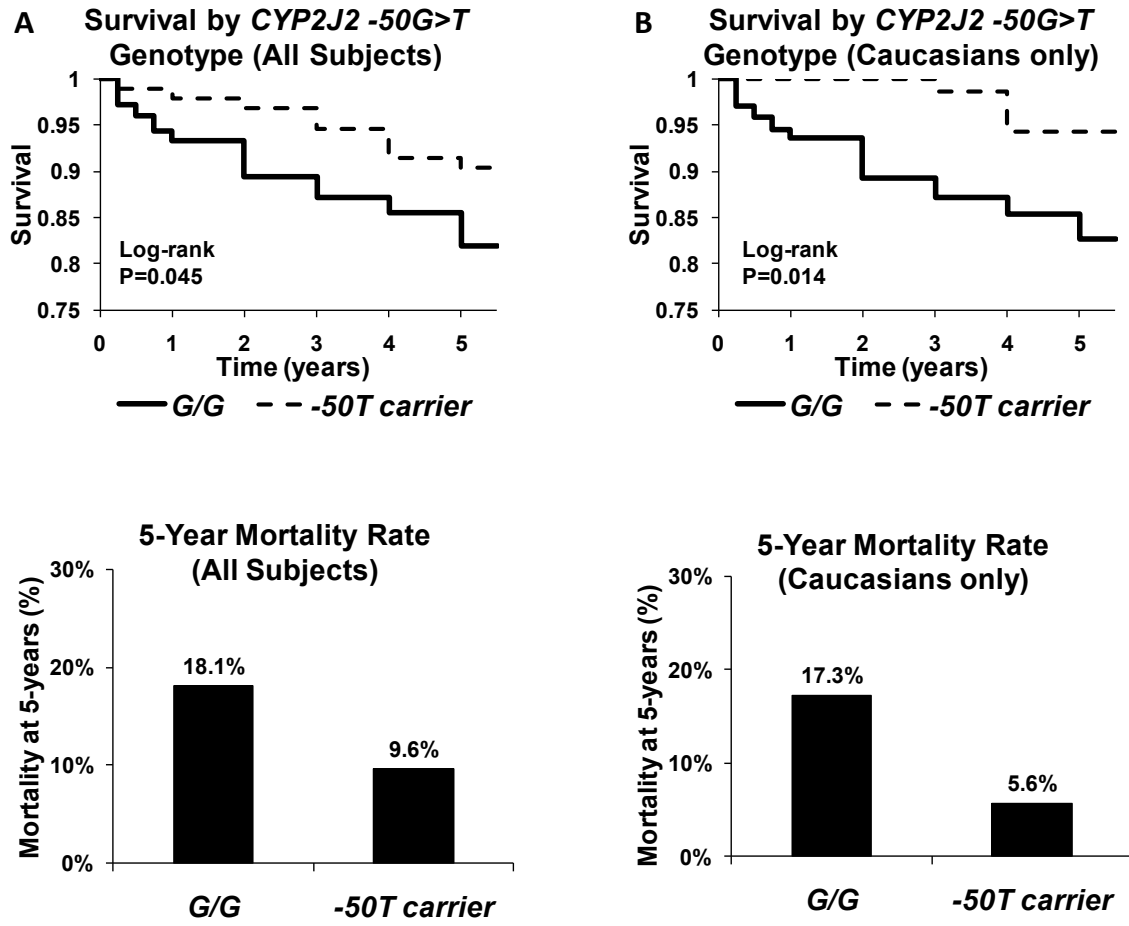 A
Survival by CYP2J2 -50G>T
Genotype (All Subjects)
1
0.95
0.9
0.85
0.8
0.75
Survival
Log-rank
P=0.045
0 1 2 3 4 5
Time (years)
G/G -50T carrier
B
Survival by CYP2J2 -50G>T
Genotype (Caucasians only)
1
0.95
0.9
0.85
0.8
0.75
Survival
Log-rank
P=0.014
0 1 2 3 4 5
Time (years)
G/G -50T carrier
5-Year Mortality Rate
(All Subjects)
Mortality at 5-years (%)
30%
20%
10%
0%
18.1%
9.6%
G/G -50T carrier
5-Year Mortality Rate
(Caucasians only)
Mortality at 5-years (%)
30%
20%
10%
0%
17.3%
5.6%
G/G -50T carrier